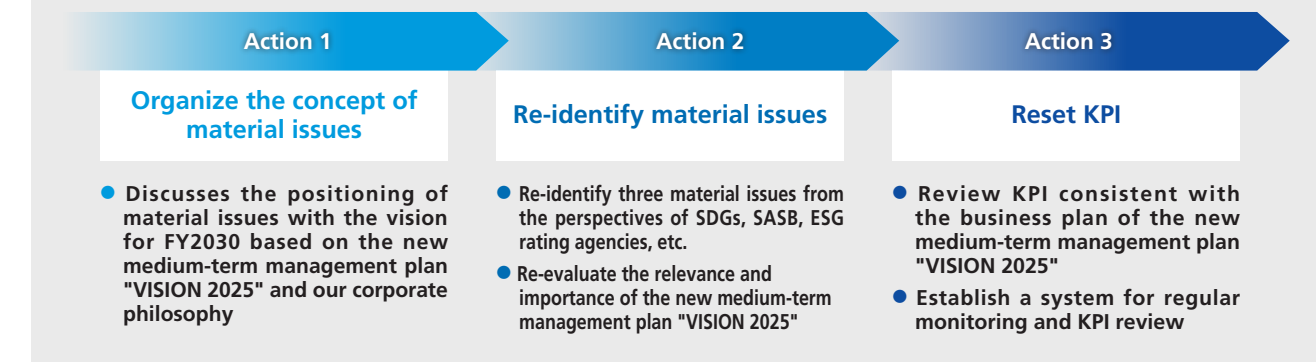 Action 1
Organize the concept of
material issues
● Discusses the positioning of
material issues with the vision
for FY2030 based on the new
medium-term management plan
"VISION 2025" and our corporate
philosophy
Action 2
Re-identify material issues
● Re-identify three material issues from
the perspectives of SDGs, SASB, ESG
rating agencies, etc.
● Re-evaluate the relevance and
importance of the new medium-term
management plan "VISION 2025"
Action 3
Reset KPI
● Review KPI consistent with
the business plan of the new
medium-term management plan
"VISION 2025"
● Establish a system for regular
monitoring and KPI review